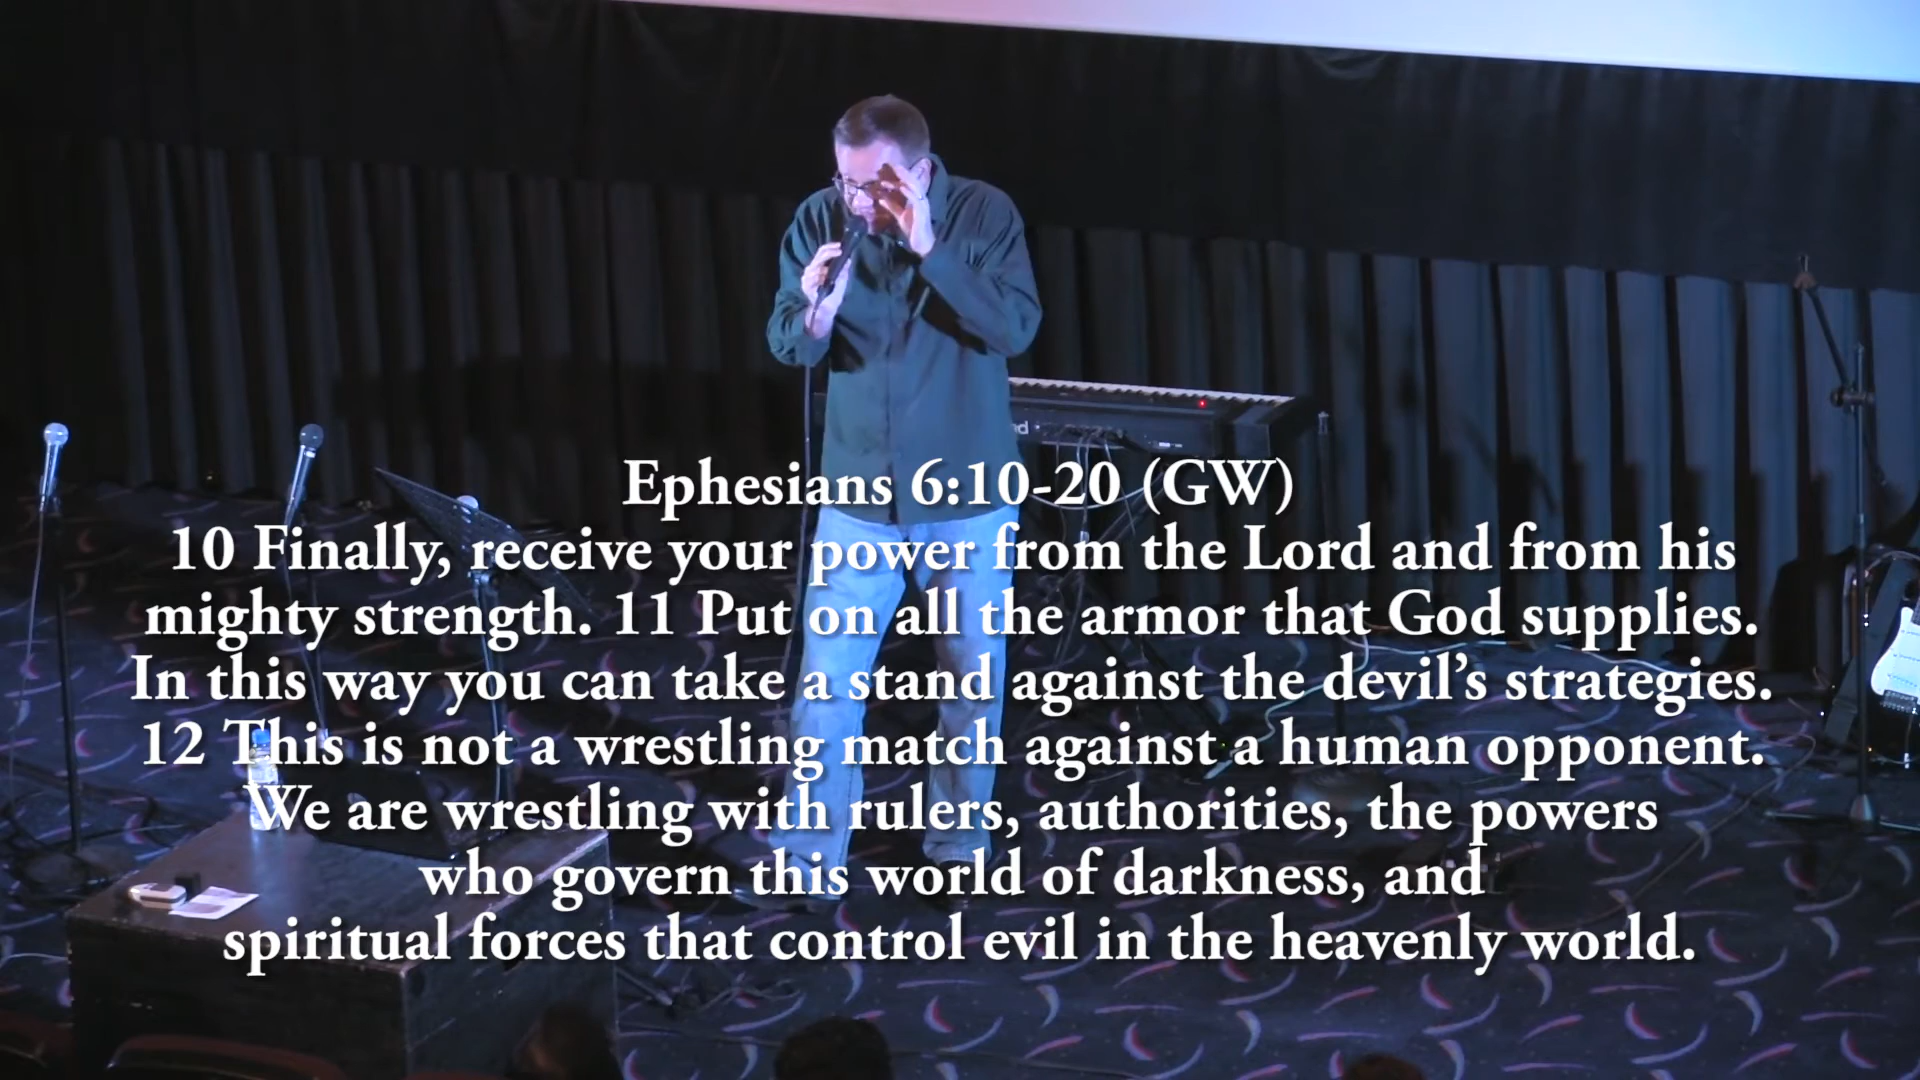 Ephesians 6:10-20 (GW)
10 Finally, receive your power from the Lord and from his
mighty strength. 11 Put on all the armor that God supplies.
In this way you can take a stand against the devil’s strategies.
12 This is not a wrestling match against a human opponent.
We are wrestling with rulers, authorities, the powers
who govern this world of darkness, and
spiritual forces that control evil in the heavenly world.